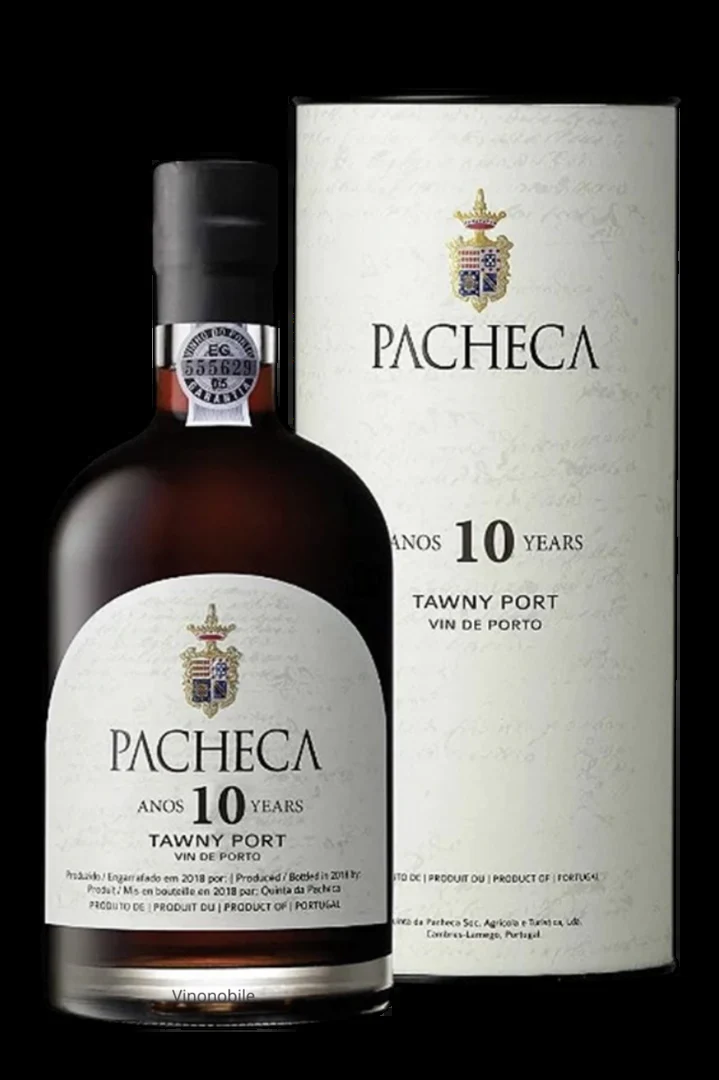 PACHECA
ANOS 10 YEARS
TAWNY PORT
VIN DE PORTO
PRODUIT DU | PRODUCT OF | PORTUGAL
da Pacheca Soc. Agrícola e Turística, Lda.
Cambres-Lamego, Portugal.
VINHO DO PORTO
EG
555629
05
GARANTIA
PACHECA
ANOS 10 YEARS
TAWNY PORT
VIN DE PORTO
Produzido / Engarrafado em 2018 por: | Produced / Bottled in 2018 by:
Produit / Mis en bouteille en 2018 par: Quinta da Pacheca
PRODUTO DE | PRODUIT DU | PRODUCT OF | PORTUGAL
Vinonobile